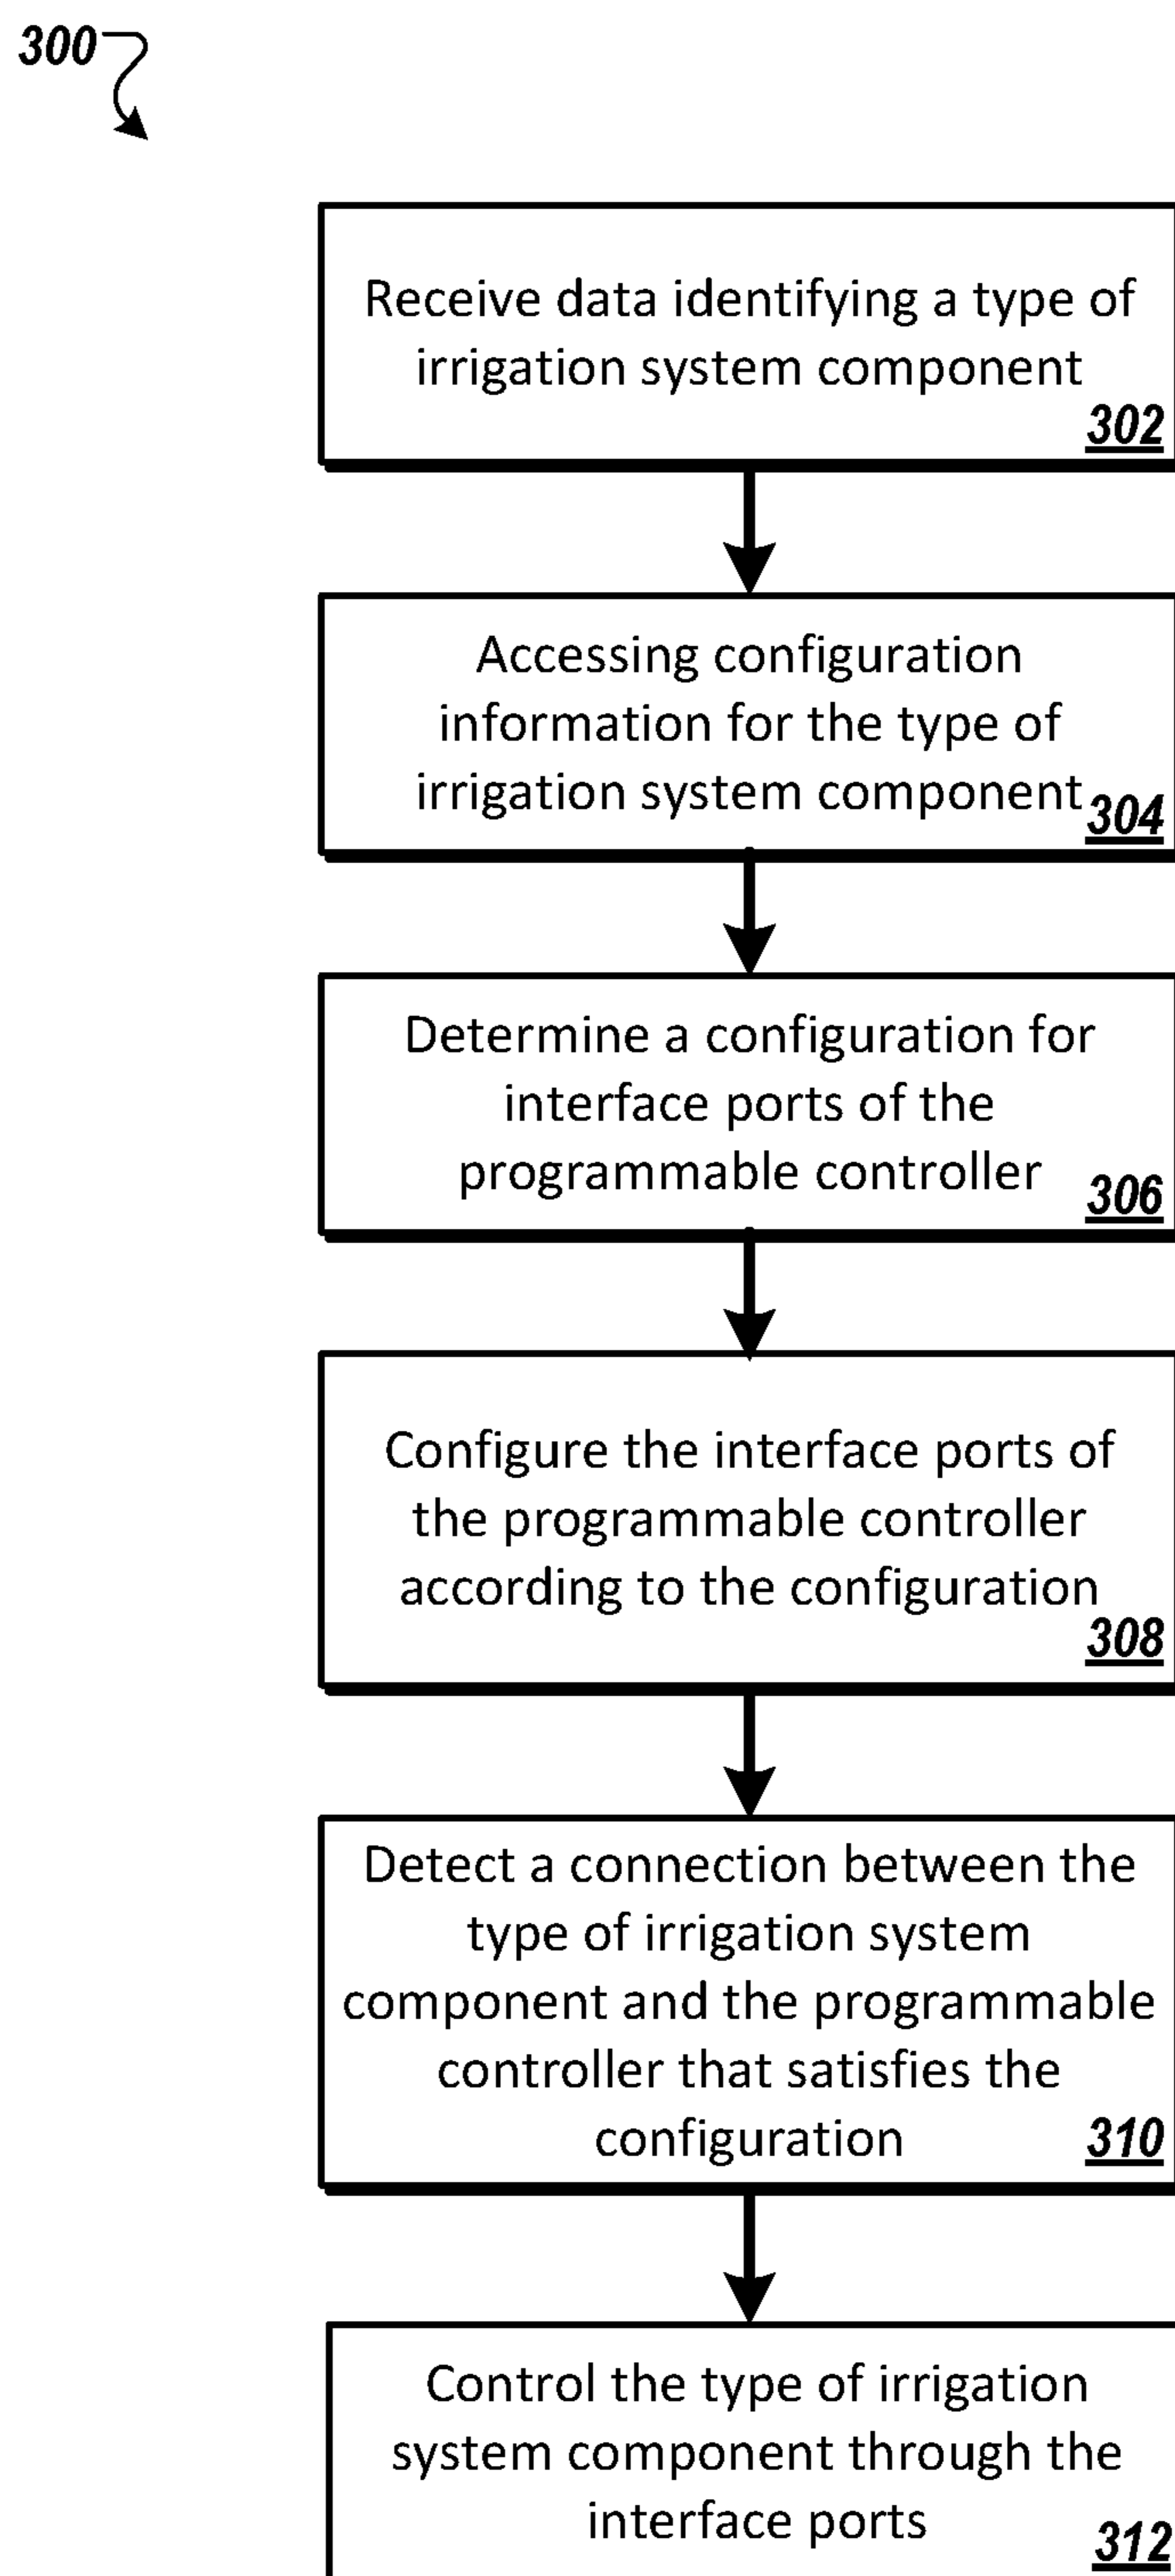 300
Receive data identifying a type of
irrigation system component
302
Accessing configuration
information for the type of
irrigation system component
304
Determine a configuration for
interface ports of the
programmable controller
306
Configure the interface ports of
the programmable controller
according to the configuration
308
Detect a connection between the
type of irrigation system
component and the programmable
controller that satisfies the
configuration
310
Control the type of irrigation
system component through the
interface ports
312